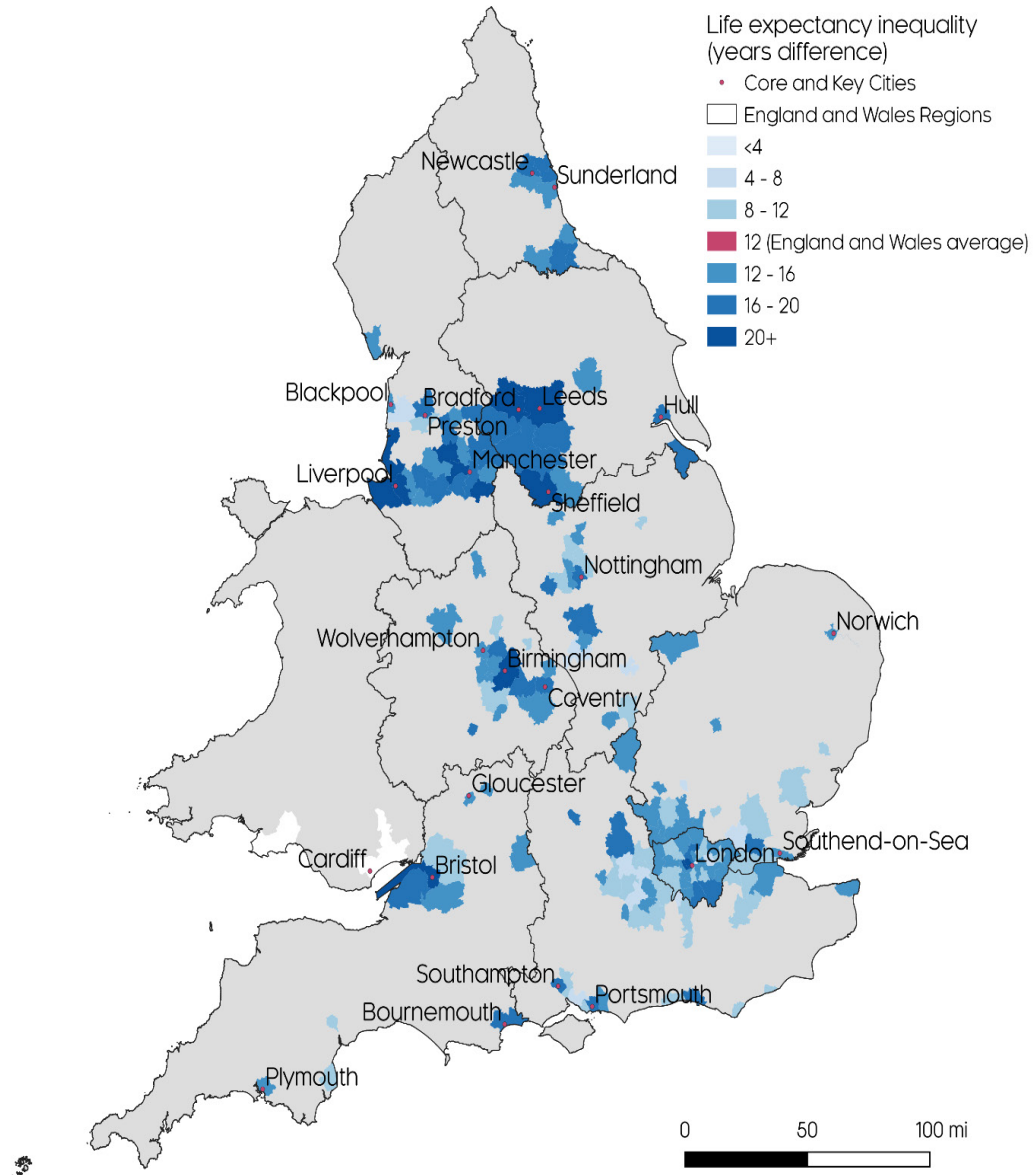 Life expectancy inequality
(years difference)
Core and Key Cities
England and Wales Regions
<4
4 - 8
8 - 12
12 (England and Wales average)
12 - 16
16 - 20
20+
Newcastle
Sunderland
Blackpool
Bradford
Leeds
Hull
Preston
Manchester
Liverpool
Sheffield
Nottingham
Norwich
Wolverhampton
Birmingham
Coventry
Gloucester
Southend-on-Sea
London
Cardiff
Bristol
Southampton
Portsmouth
Bournemouth
Plymouth
0 50 100 mi